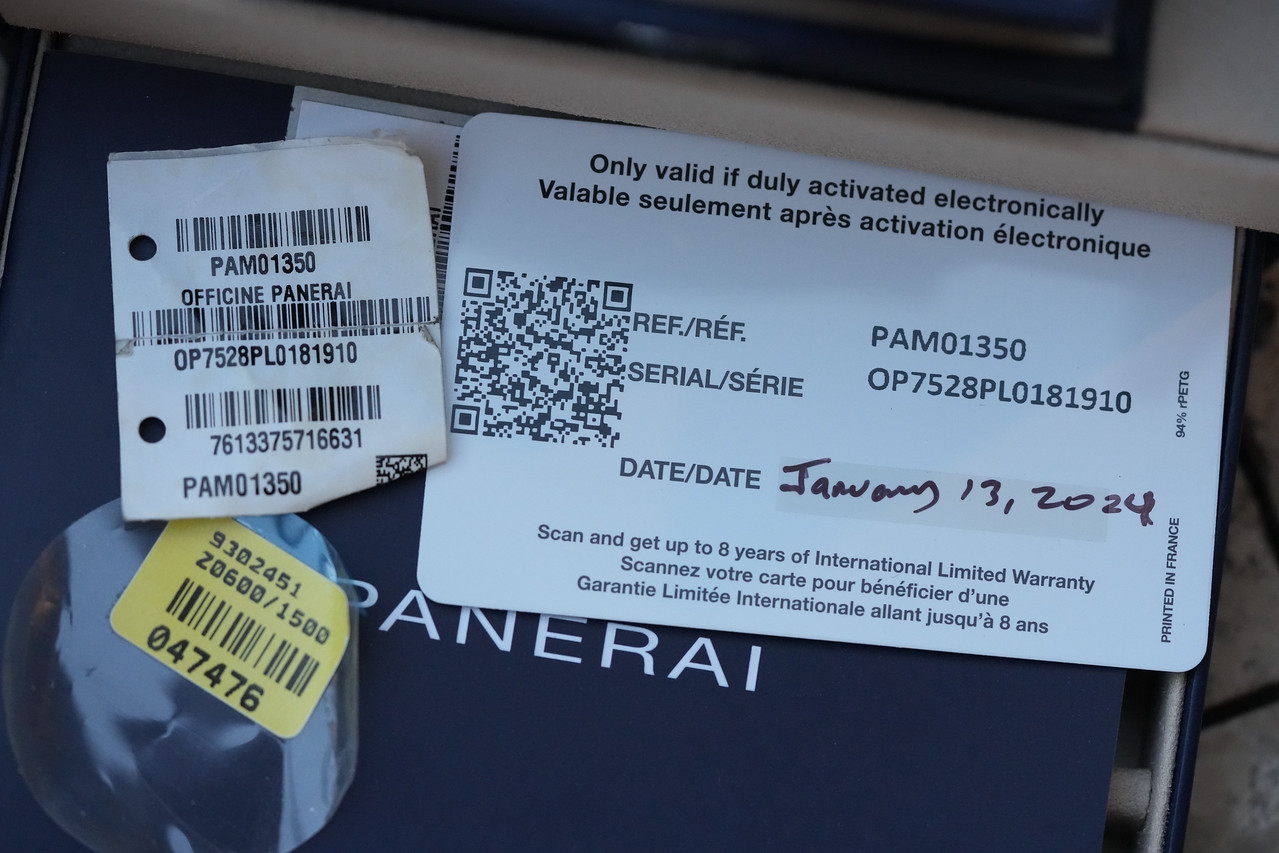 PAM01350
OFFICINE PANERAI
OP7528PL0181910
7613375716631
PAM01350
9302451
Z0600/1500
047476
Only valid if duly activated electronically
Valable seulement après activation électronique
REF./RÉF. PAM01350
SERIAL/SÉRIE OP7528PL0181910
DATE/DATE January 13, 2024
Scan and get up to 8 years of International Limited Warranty
Scannez votre carte pour bénéficier d'une
Garantie Limitée Internationale allant jusqu'à 8 ans
94% rPETG
PRINTED IN FRANCE
PANERAI